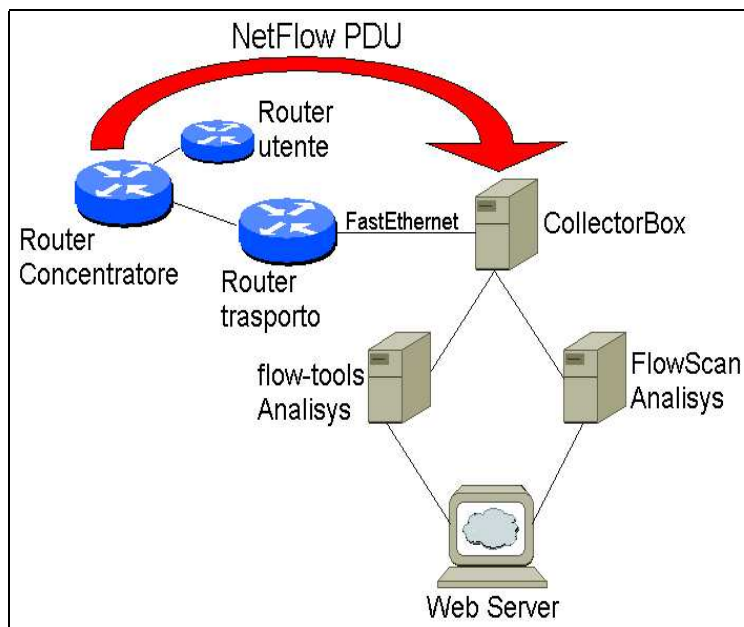 NetFlow PDU
Router
utente
Router
Concentratore
Router
trasporto
FastEthernet
CollectorBox
flow-tools
Analisys
FlowScan
Analisys
Web Server